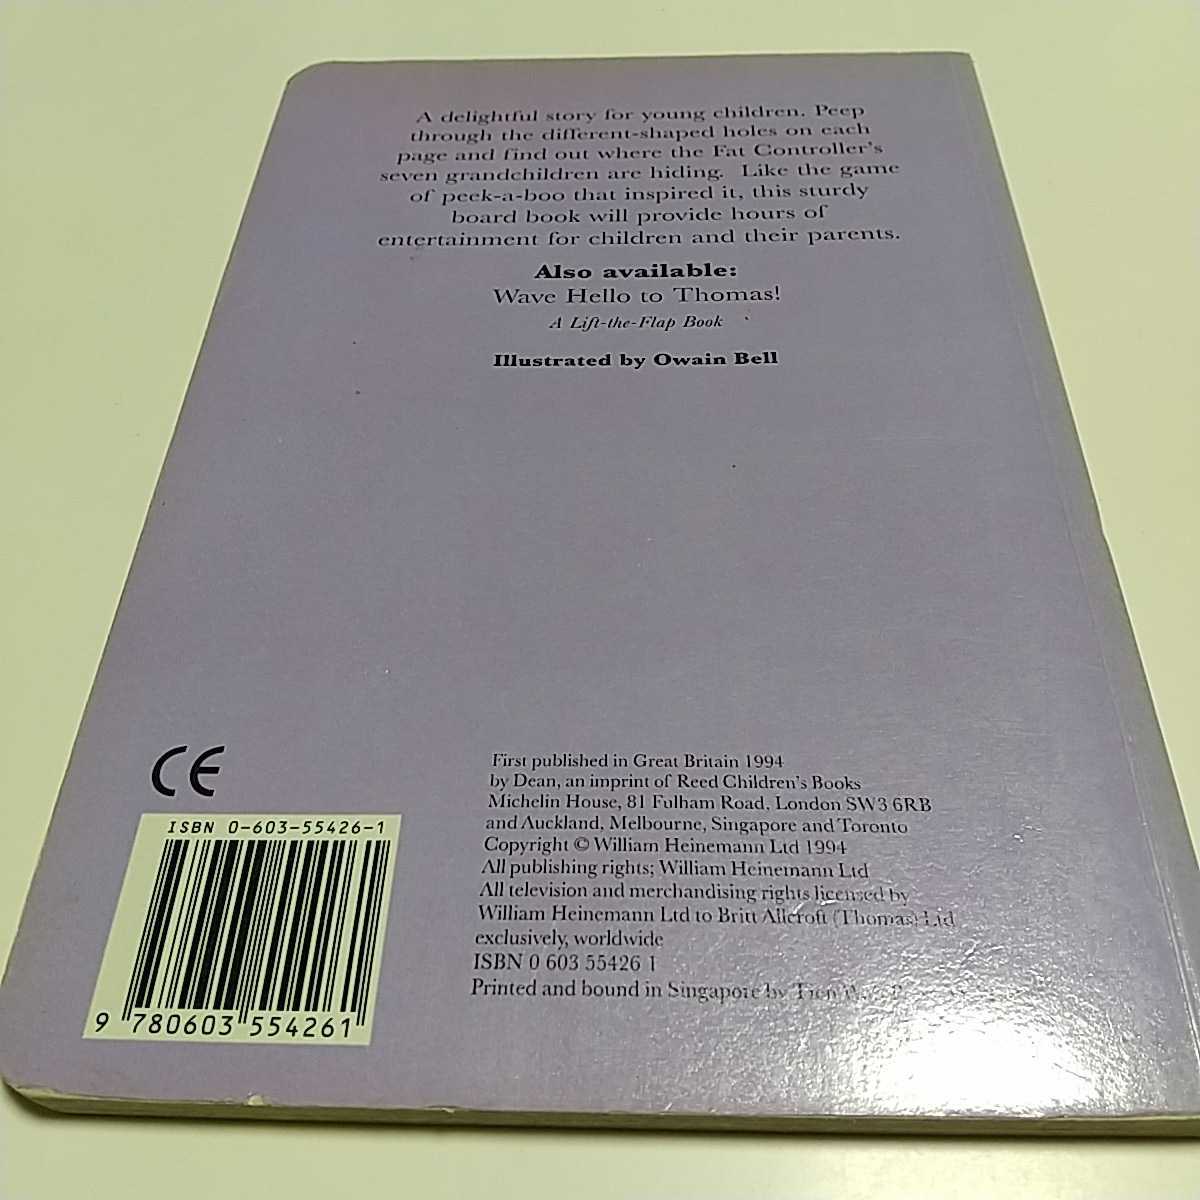 A delightful story for young children. Peep
through the different-shaped holes on each
page and find out where the Fat Controller's
seven grandchildren are hiding. Like the game
of peek-a-boo that inspired it, this sturdy
board book will provide hours of
entertainment for children and their parents.
Also available:
Wave Hello to Thomas!
A Lift-the-Flap Book
Illustrated by Owain Bell
CE
ISBN 0-603-55426-1
9 780603 554261
First published in Great Britain 1994
by Dean, an imprint of Reed Children's Books
Michelin House, 81 Fulham Road, London SW3 6RB
and Auckland, Melbourne, Singapore and Toronto
Copyright © William Heinemann Ltd 1994
All publishing rights; William Heinemann Ltd
All television and merchandising rights licensed by
William Heinemann Ltd to Britt Allcroft (Thomas) Ltd
exclusively, worldwide
ISBN 0 603 55426 1
Printed and bound in Singapore by